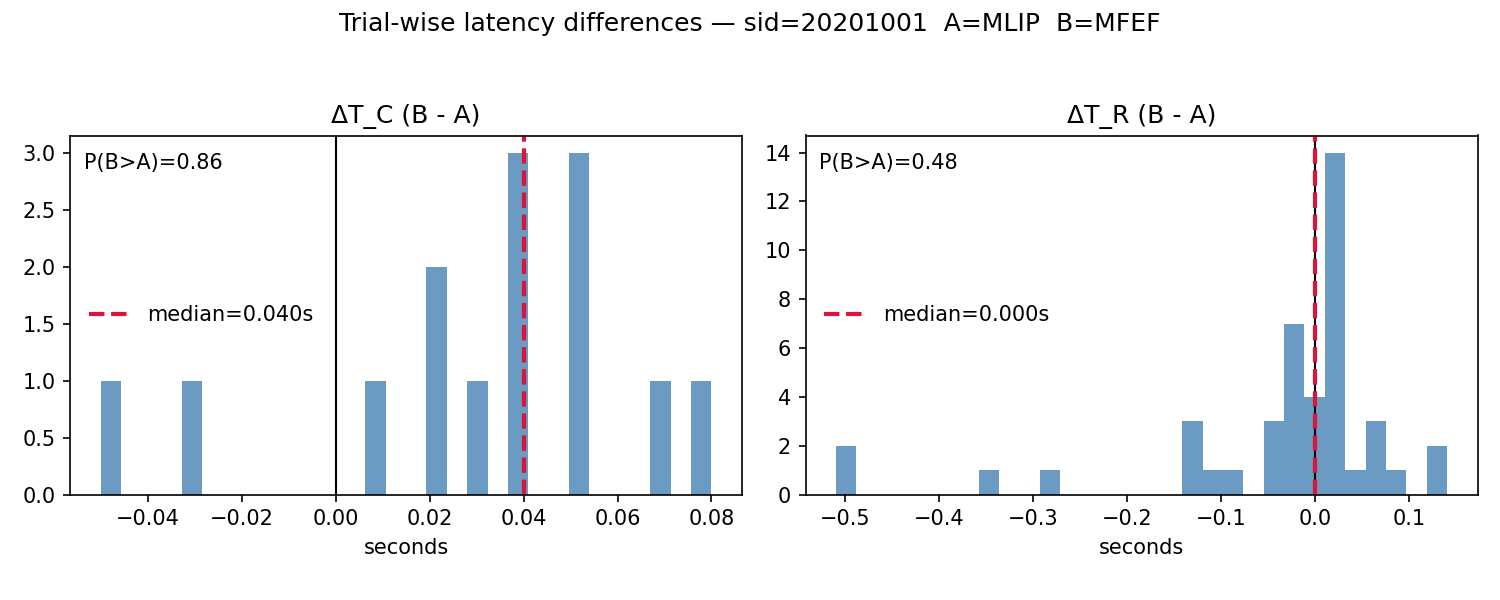 Trial-wise latency differences — sid=20201001  A=MLIP  B=MFEF
ΔT_C (B - A)
3.0
2.5
2.0
1.5
1.0
0.5
0.0
P(B>A)=0.86
median=0.040s
−0.04 −0.02 0.00 0.02 0.04 0.06 0.08
seconds
ΔT_R (B - A)
14
12
10
8
6
4
2
0
P(B>A)=0.48
median=0.000s
−0.5 −0.4 −0.3 −0.2 −0.1 0.0 0.1
seconds